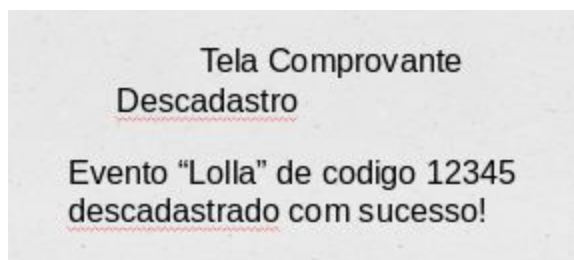 Tela Comprovante
Descadastro
Evento “Lolla” de codigo 12345
descadastrado com sucesso!